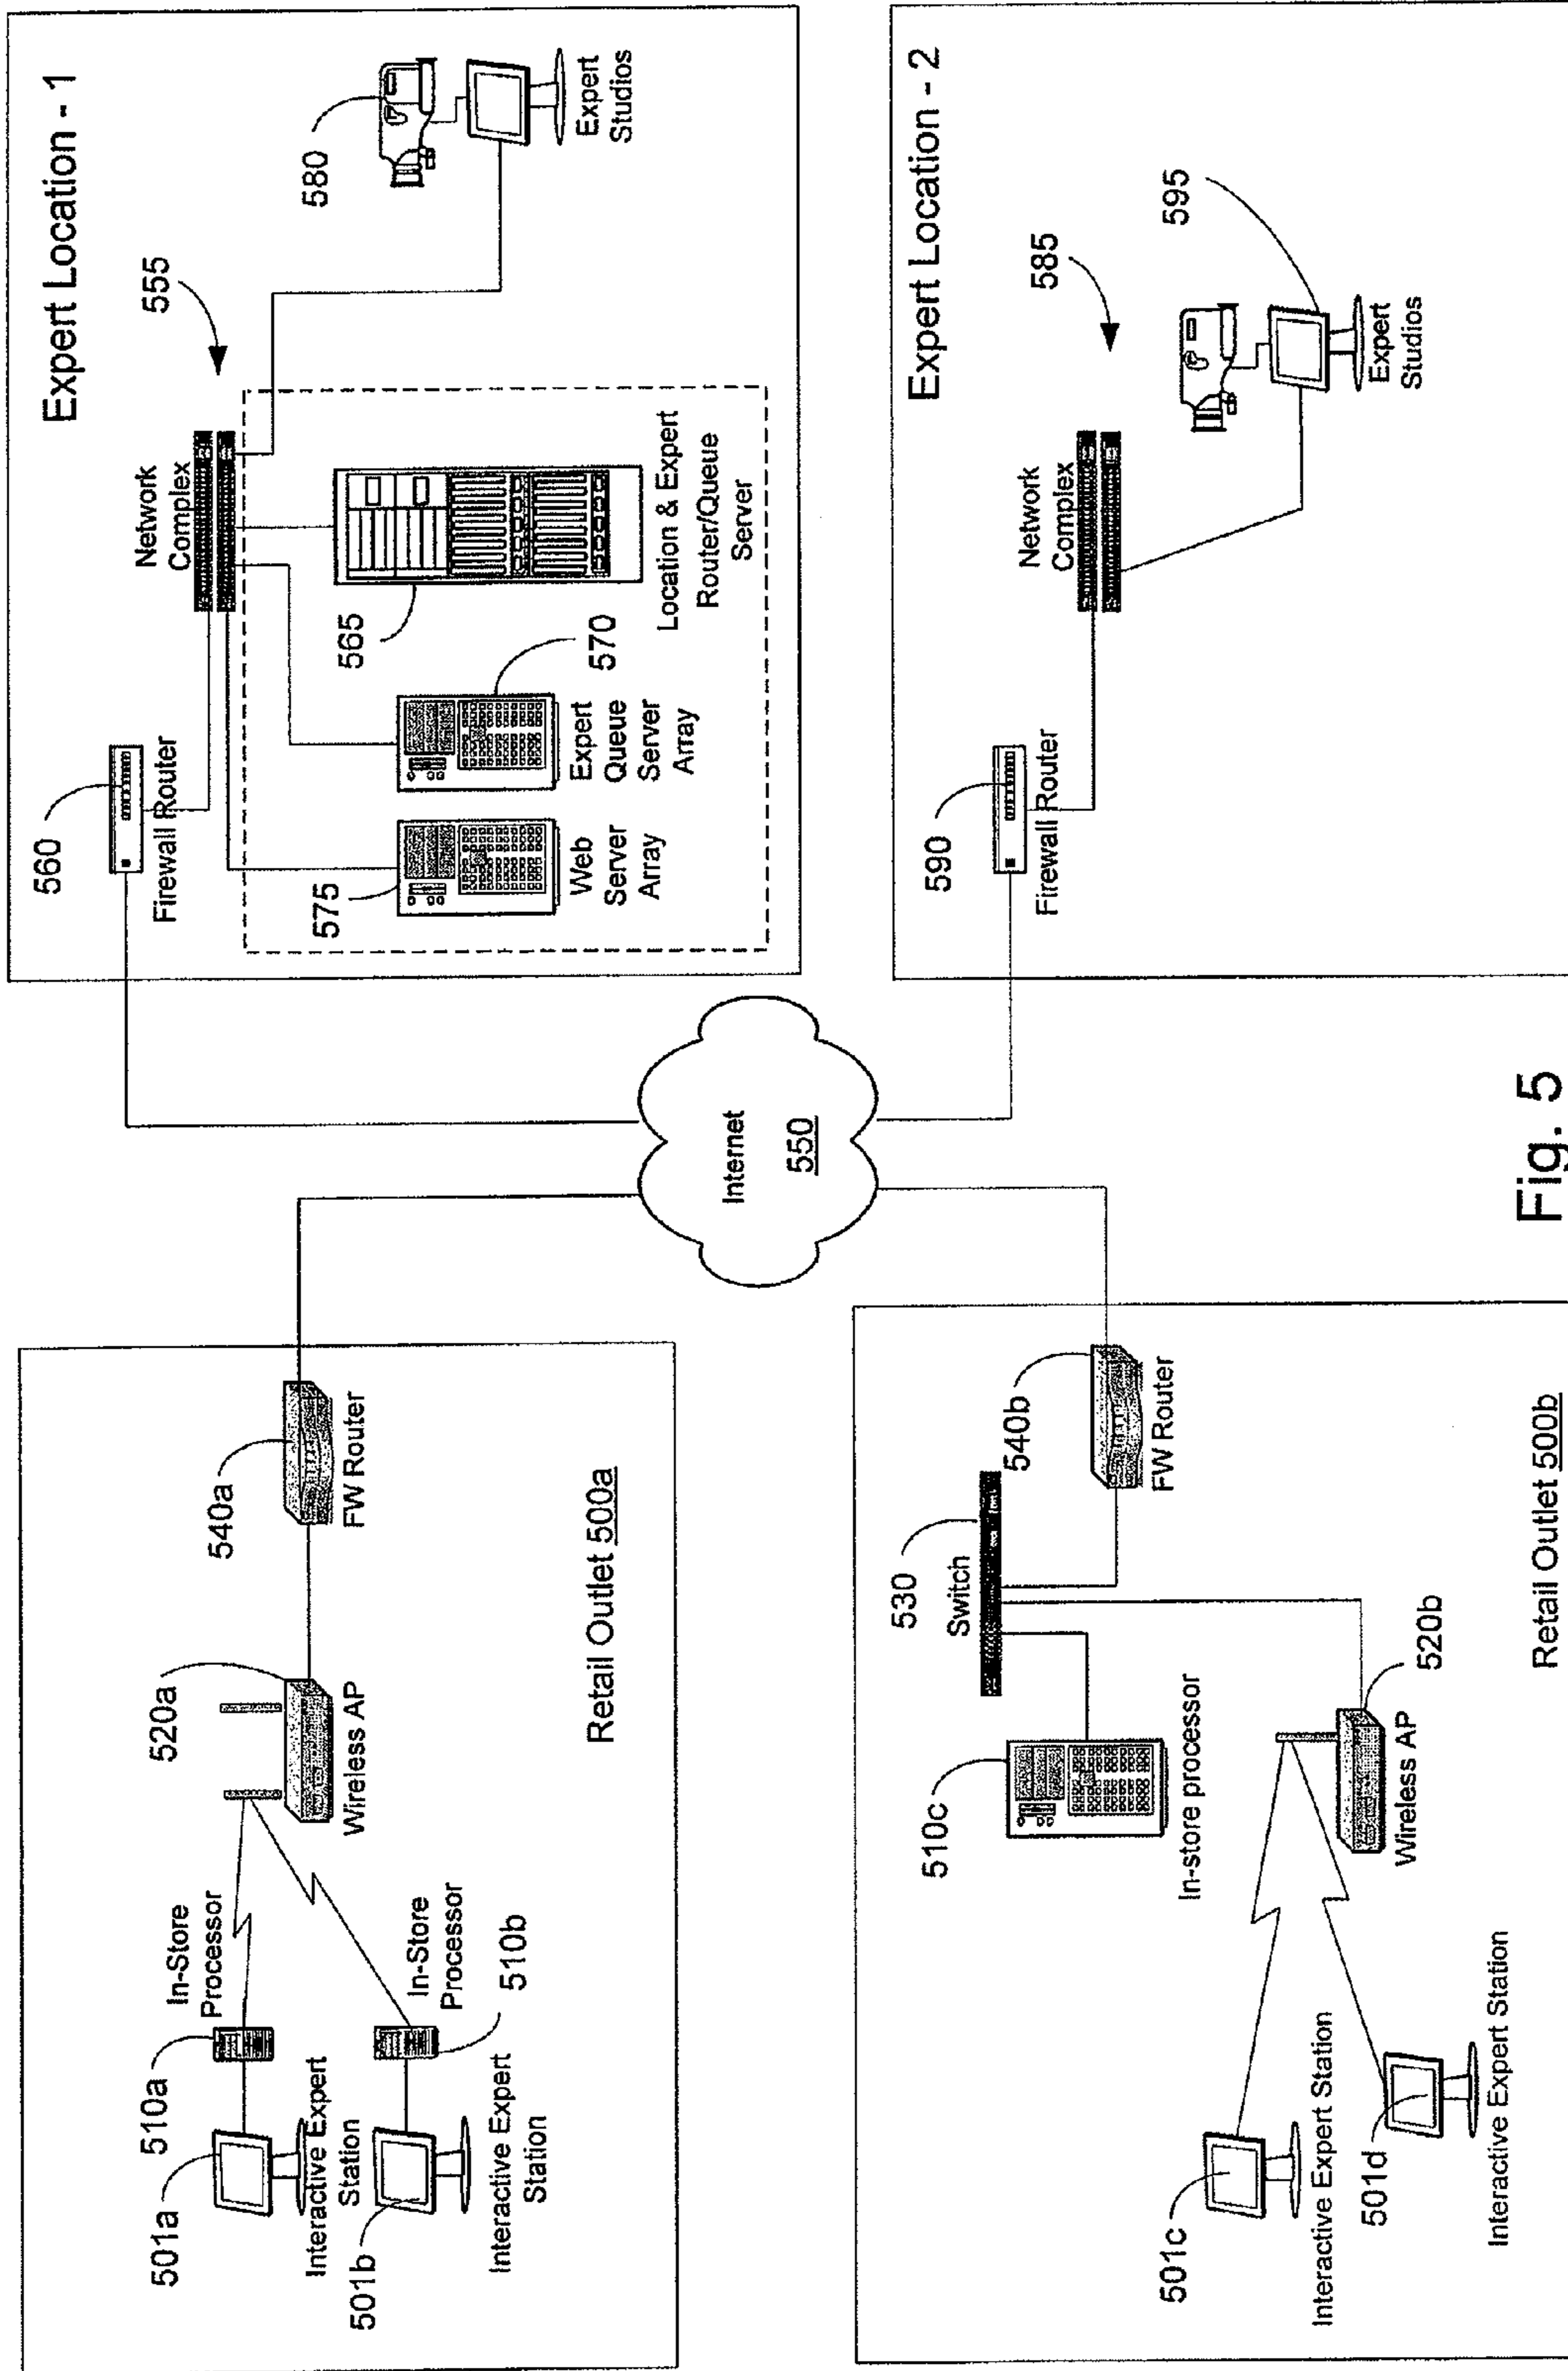 Expert Location - 1
560
Firewall Router
Network
Complex
555
580
Expert
Studios
575
Web
Server
Array
570
Expert
Queue
Server
Array
565
Location & Expert
Router/Queue
Server
Expert Location - 2
590
Firewall Router
Network
Complex
585
595
Expert
Studios
Internet
550
501a
510a
In-Store
Processor
Interactive Expert
Station
501b
In-Store
Processor
510b
Interactive Expert
Station
520a
Wireless AP
540a
FW Router
Retail Outlet 500a
530
Switch
540b
FW Router
510c
In-store processor
520b
Wireless AP
501c
Interactive Expert Station
501d
Interactive Expert Station
Retail Outlet 500b
Fig. 5